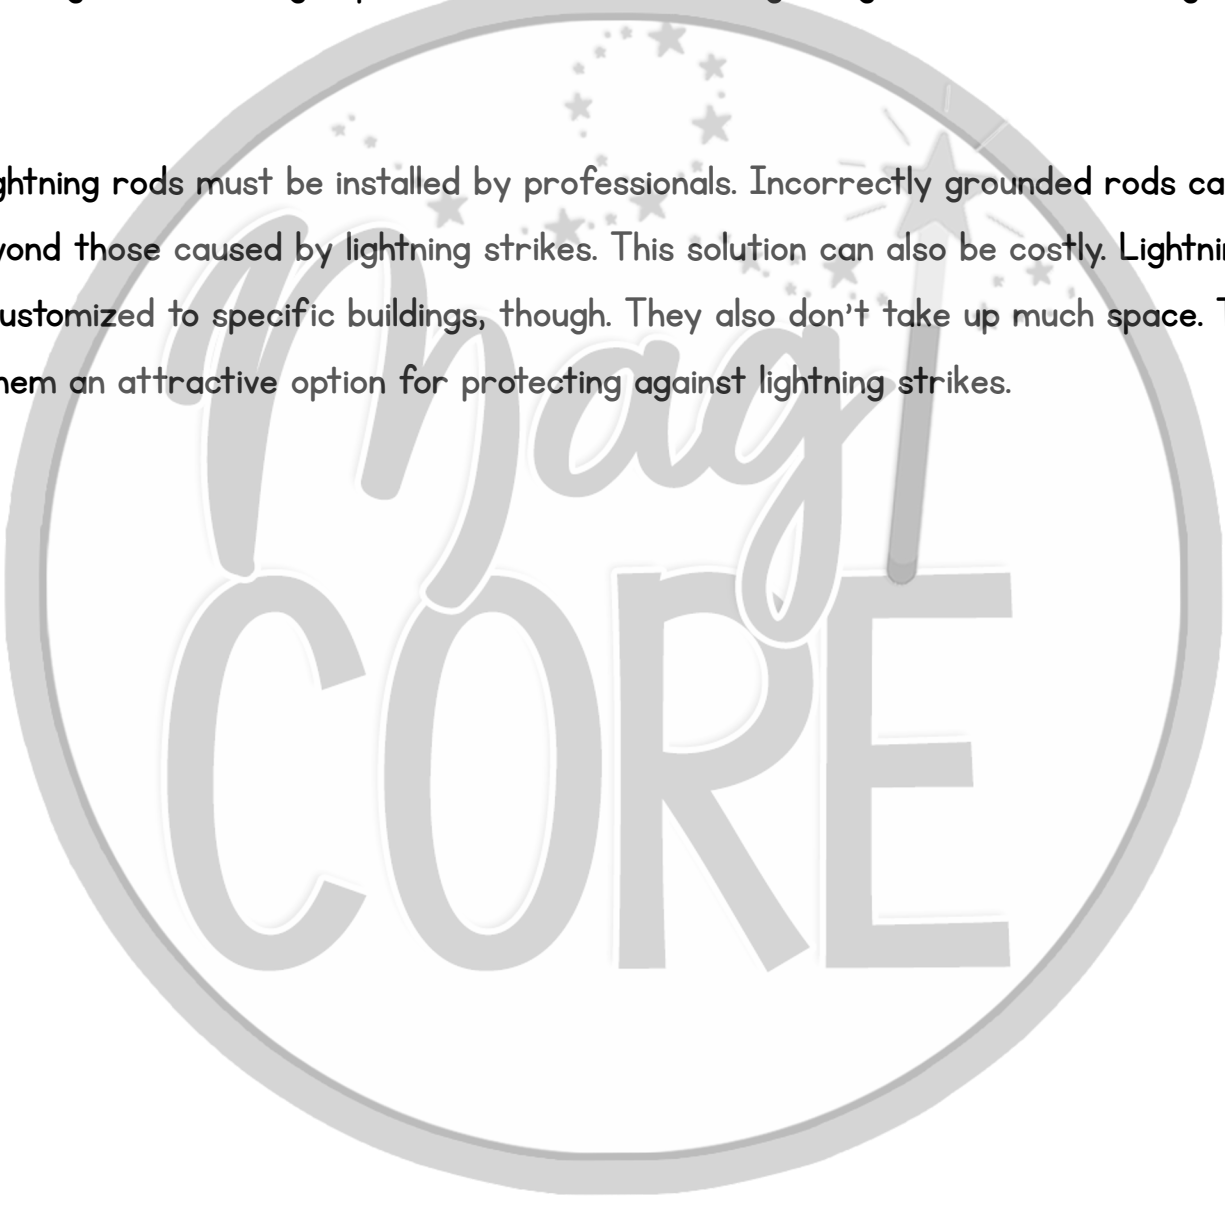 ghtning rods must be installed by professionals. Incorrectly grounded rods ca
yond those caused by lightning strikes. This solution can also be costly. Lightnin
ustomized to specific buildings, though. They also don't take up much space. T
hem an attractive option for protecting against lightning strikes.
Magi
CORE